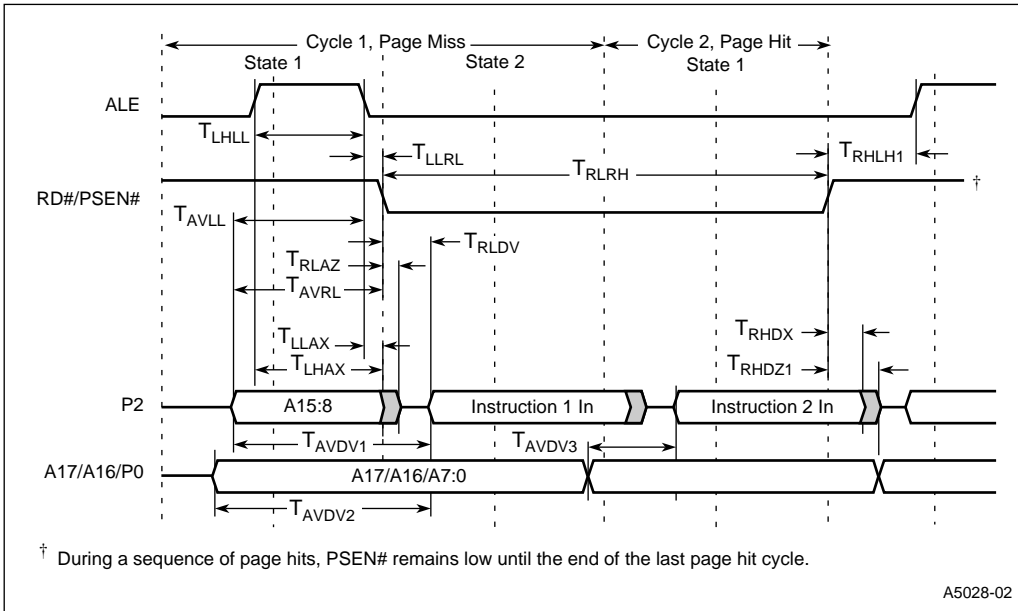 Cycle 1, Page Miss
Cycle 2, Page Hit
State 1
State 2
State 1
ALE
TLHLL
TLLRL
TRLRH
TRHLH1
RD#/PSEN#
†
TAVLL
TRLDV
TRLAZ
TAVRL
TLLAX
TRHDX
TLHAX
TRHDZ1
P2
A15:8
Instruction 1 In
Instruction 2 In
TAVDV1
TAVDV3
A17/A16/P0
A17/A16/A7:0
TAVDV2
† During a sequence of page hits, PSEN# remains low until the end of the last page hit cycle.
A5028-02